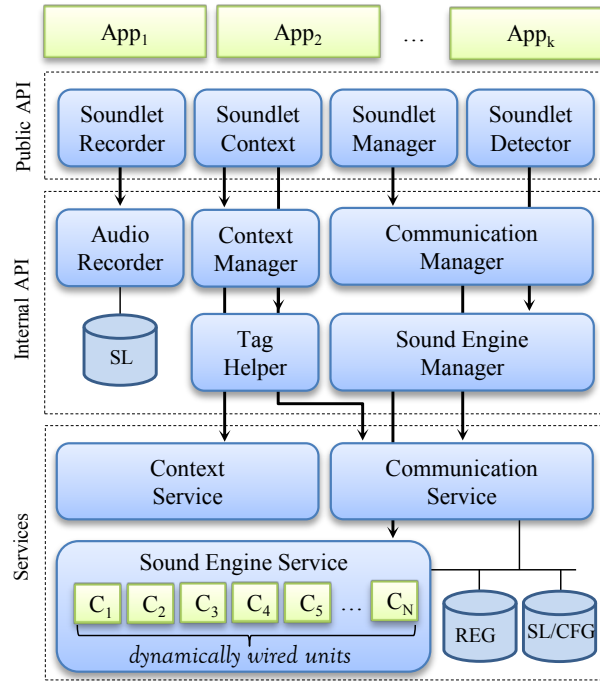 App1 App2 … Appk
Public API
Soundlet Recorder
Soundlet Context
Soundlet Manager
Soundlet Detector
Internal API
Audio Recorder
Context Manager
Communication Manager
SL
Tag Helper
Sound Engine Manager
Services
Context Service
Communication Service
Sound Engine Service
C1 C2 C3 C4 C5 … CN
dynamically wired units
REG
SL/CFG